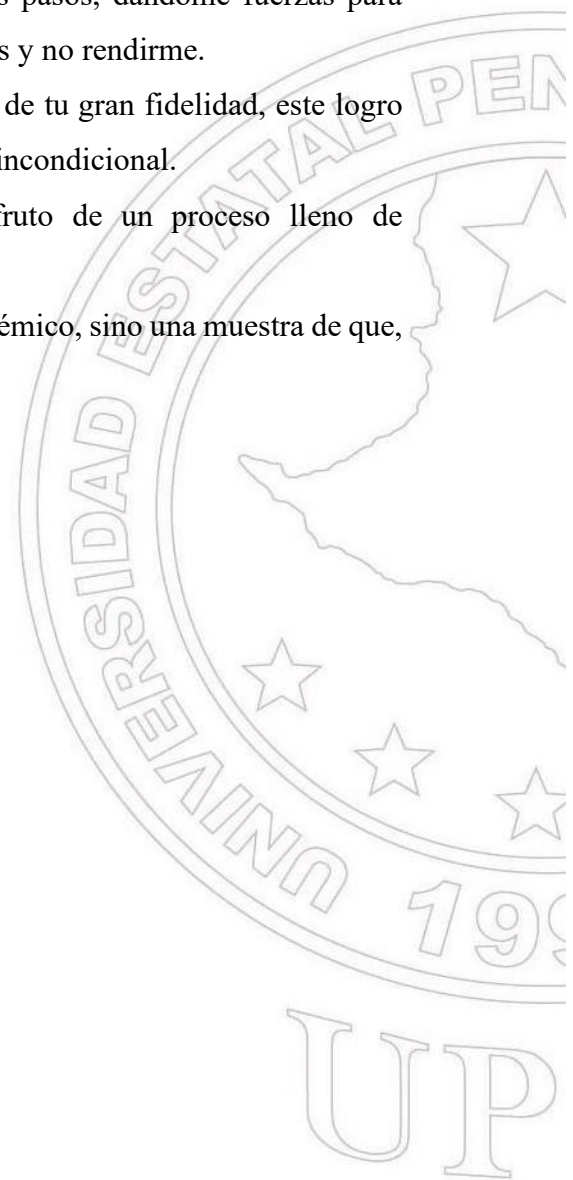 pasos, dándome fuerzas para
s y no rendirme.
de tu gran fidelidad, este logro
incondicional.
fruto de un proceso lleno de
émico, sino una muestra de que,
UNIVERSIDAD ESTATAL PEN
199
UP